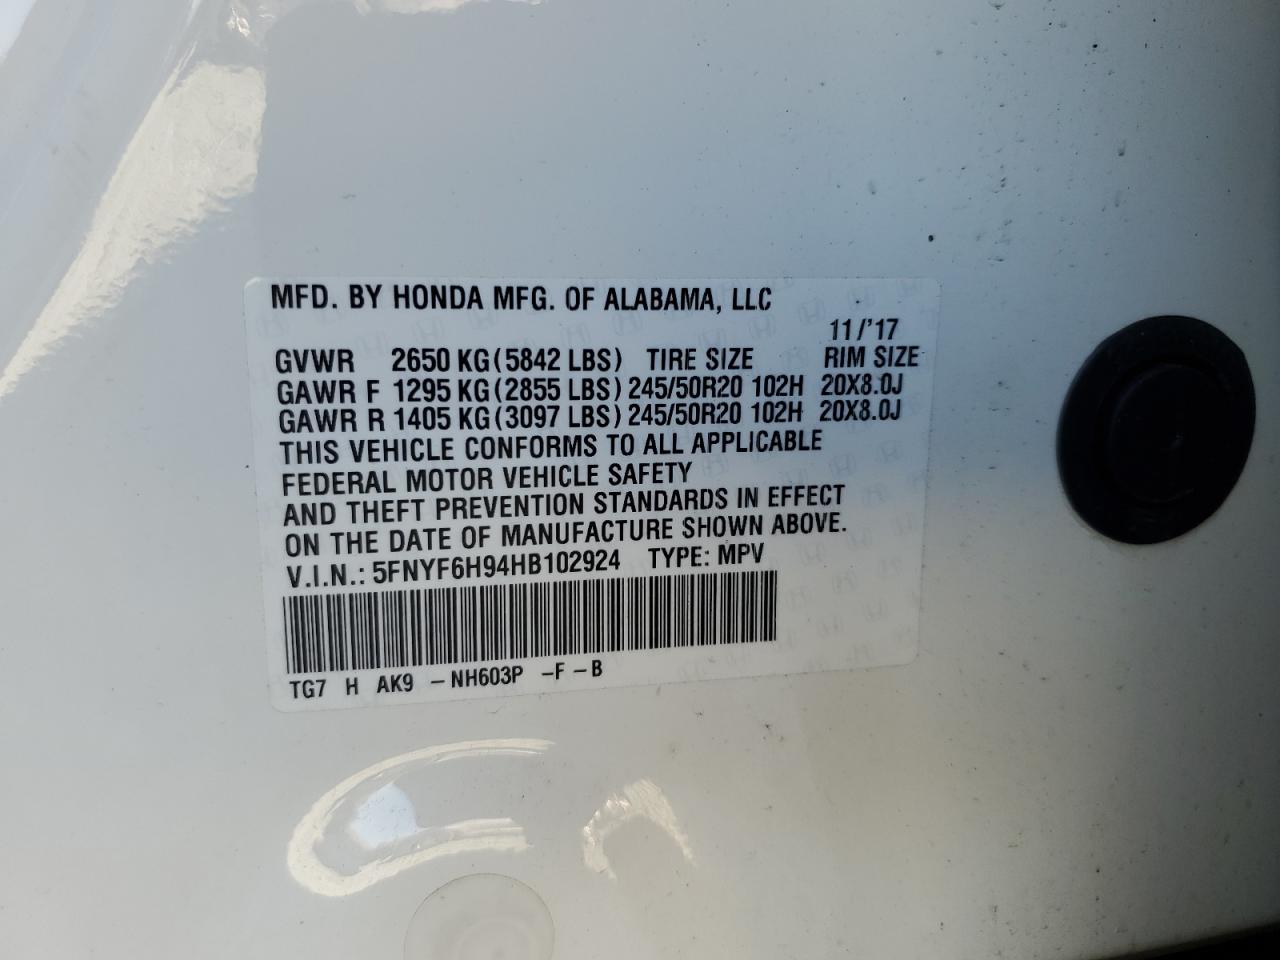 MFD. BY HONDA MFG. OF ALABAMA, LLC
11/'17
GVWR 2650 KG (5842 LBS) TIRE SIZE RIM SIZE
GAWR F 1295 KG (2855 LBS) 245/50R20 102H 20X8.0J
GAWR R 1405 KG (3097 LBS) 245/50R20 102H 20X8.0J
THIS VEHICLE CONFORMS TO ALL APPLICABLE
FEDERAL MOTOR VEHICLE SAFETY
AND THEFT PREVENTION STANDARDS IN EFFECT
ON THE DATE OF MANUFACTURE SHOWN ABOVE.
V.I.N.: 5FNYF6H94HB102924 TYPE: MPV
TG7 H AK9 -NH603P -F-B